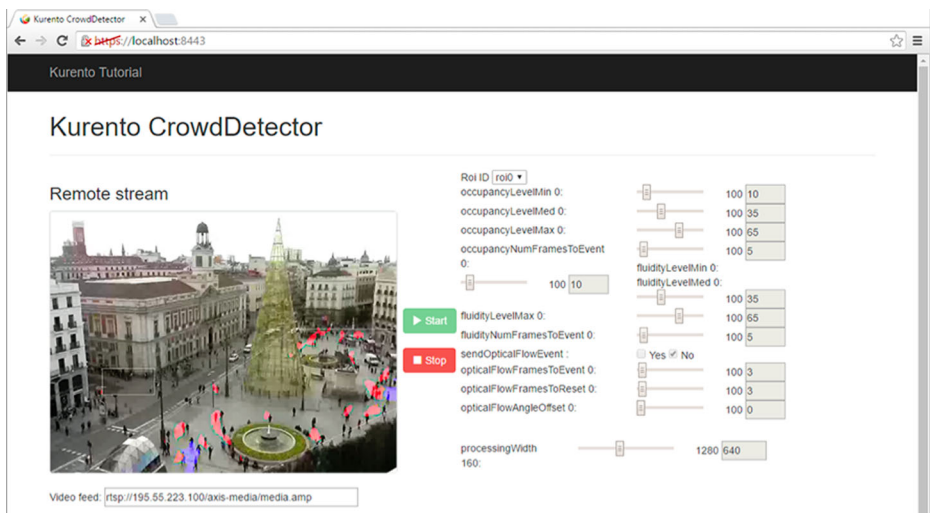 Kurento CrowdDetector
https://localhost:8443
Kurento Tutorial
Kurento CrowdDetector
Remote stream
Roi ID roi0
occupancyLevelMin 0: 100 10
occupancyLevelMed 0: 100 35
occupancyLevelMax 0: 100 65
occupancyNumFramesToEvent 0: 100 5
fluidityLevelMin 0: 100 10
fluidityLevelMed 0: 100 35
fluidityLevelMax 0: 100 65
fluidityNumFramesToEvent 0: 100 5
sendOpticalFlowEvent : Yes No
opticalFlowFramesToEvent 0: 100 3
opticalFlowFramesToReset 0: 100 3
opticalFlowAngleOffset 0: 100 0
processingWidth 160: 1280 640
Start
Stop
Video feed: rtsp://195.55.223.100/axis-media/media.amp